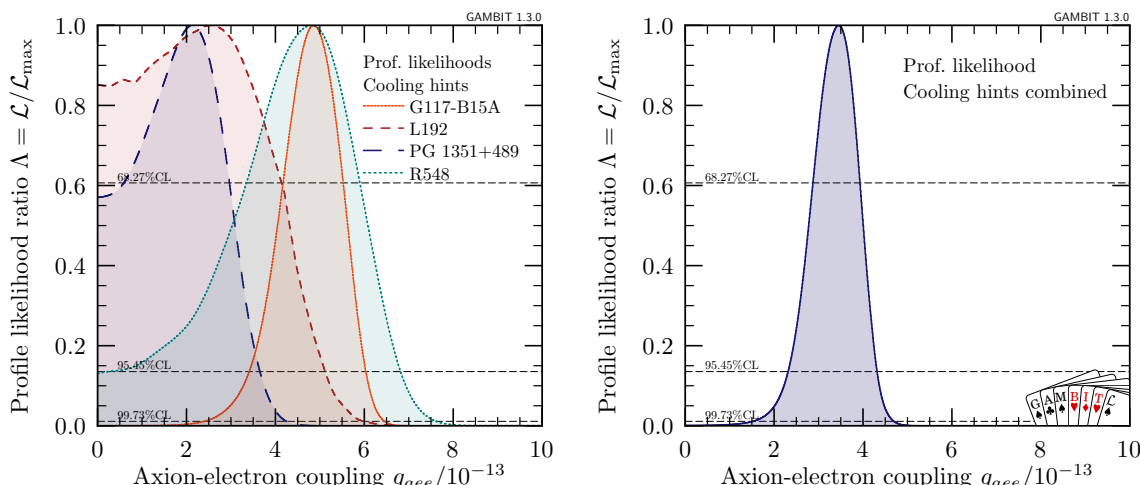 GAMBIT 1.3.0
Profile likelihood ratio Λ = ℒ/ℒmax
1.0
0.8
0.6
0.4
0.2
0.0
Prof. likelihoods
Cooling hints
G117-B15A
L192
PG 1351+489
R548
68.27%CL
95.45%CL
99.73%CL
0 2 4 6 8 10
Axion-electron coupling gaee/10⁻¹³
GAMBIT 1.3.0
Profile likelihood ratio Λ = ℒ/ℒmax
1.0
0.8
0.6
0.4
0.2
0.0
Prof. likelihood
Cooling hints combined
68.27%CL
95.45%CL
99.73%CL
G A M B I T ℒ
0 2 4 6 8 10
Axion-electron coupling gaee/10⁻¹³